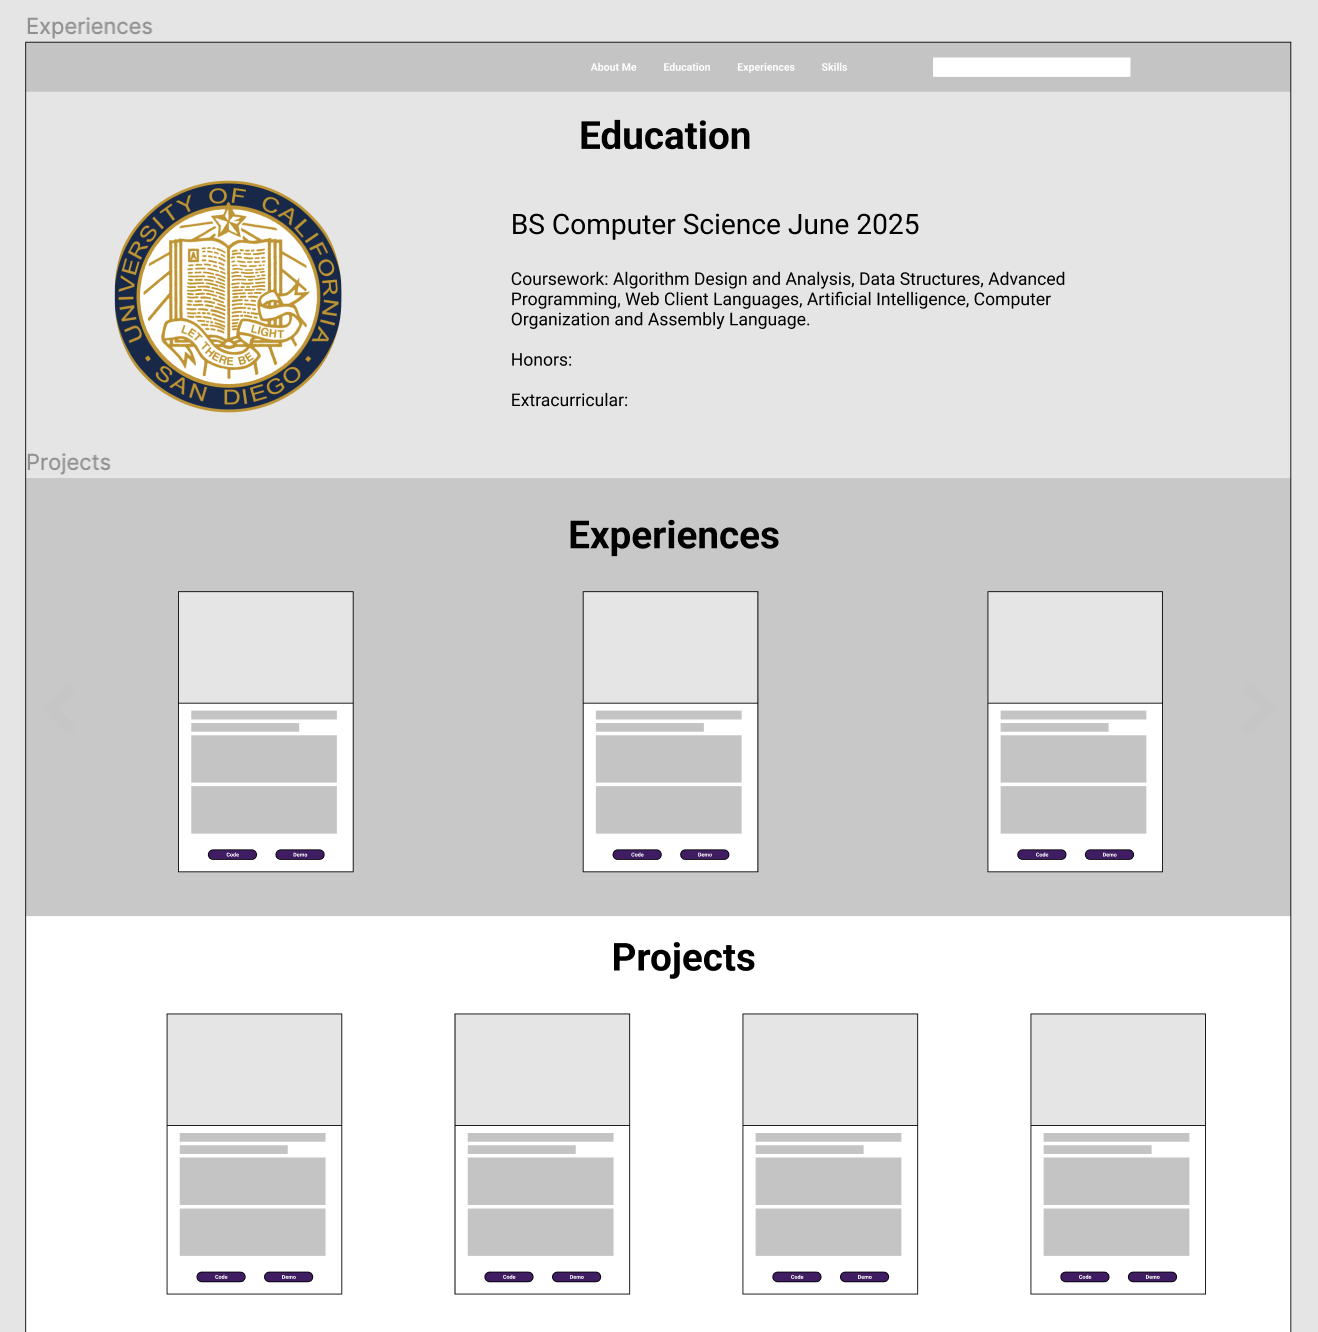 Experiences
About Me Education Experiences Skills
Education
UNIVERSITY OF CALIFORNIA
SAN DIEGO
A
LET THERE BE LIGHT
BS Computer Science June 2025
Coursework: Algorithm Design and Analysis, Data Structures, Advanced
Programming, Web Client Languages, Artificial Intelligence, Computer
Organization and Assembly Language.
Honors:
Extracurricular:
Projects
Experiences
Code Demo Code Demo Code Demo
Projects
Code Demo Code Demo Code Demo Code Demo